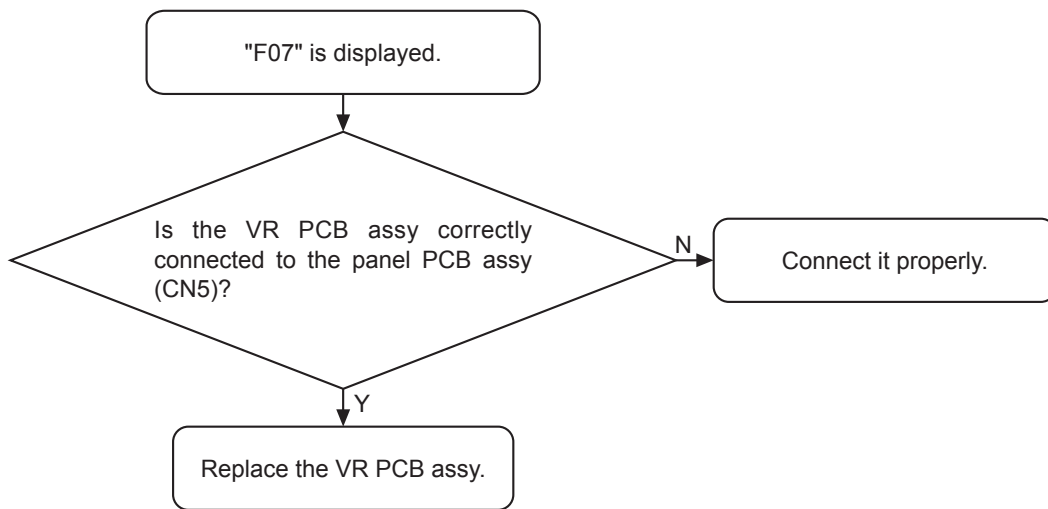 "F07" is displayed.
Is the VR PCB assy correctly
connected to the panel PCB assy
(CN5)?
N
Connect it properly.
Y
Replace the VR PCB assy.